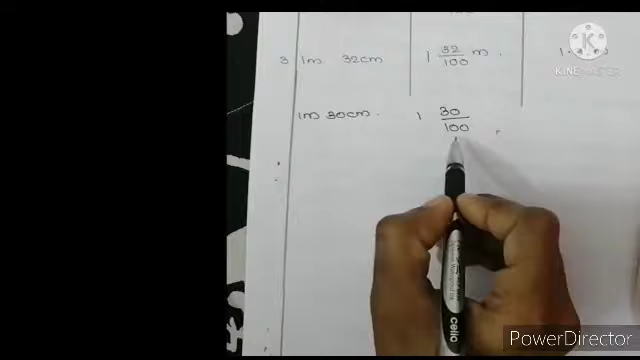 3 1m 32cm 1 32/100 m.
1m 30cm. 1 30/100
KINEMASTER
cello
PowerDirector